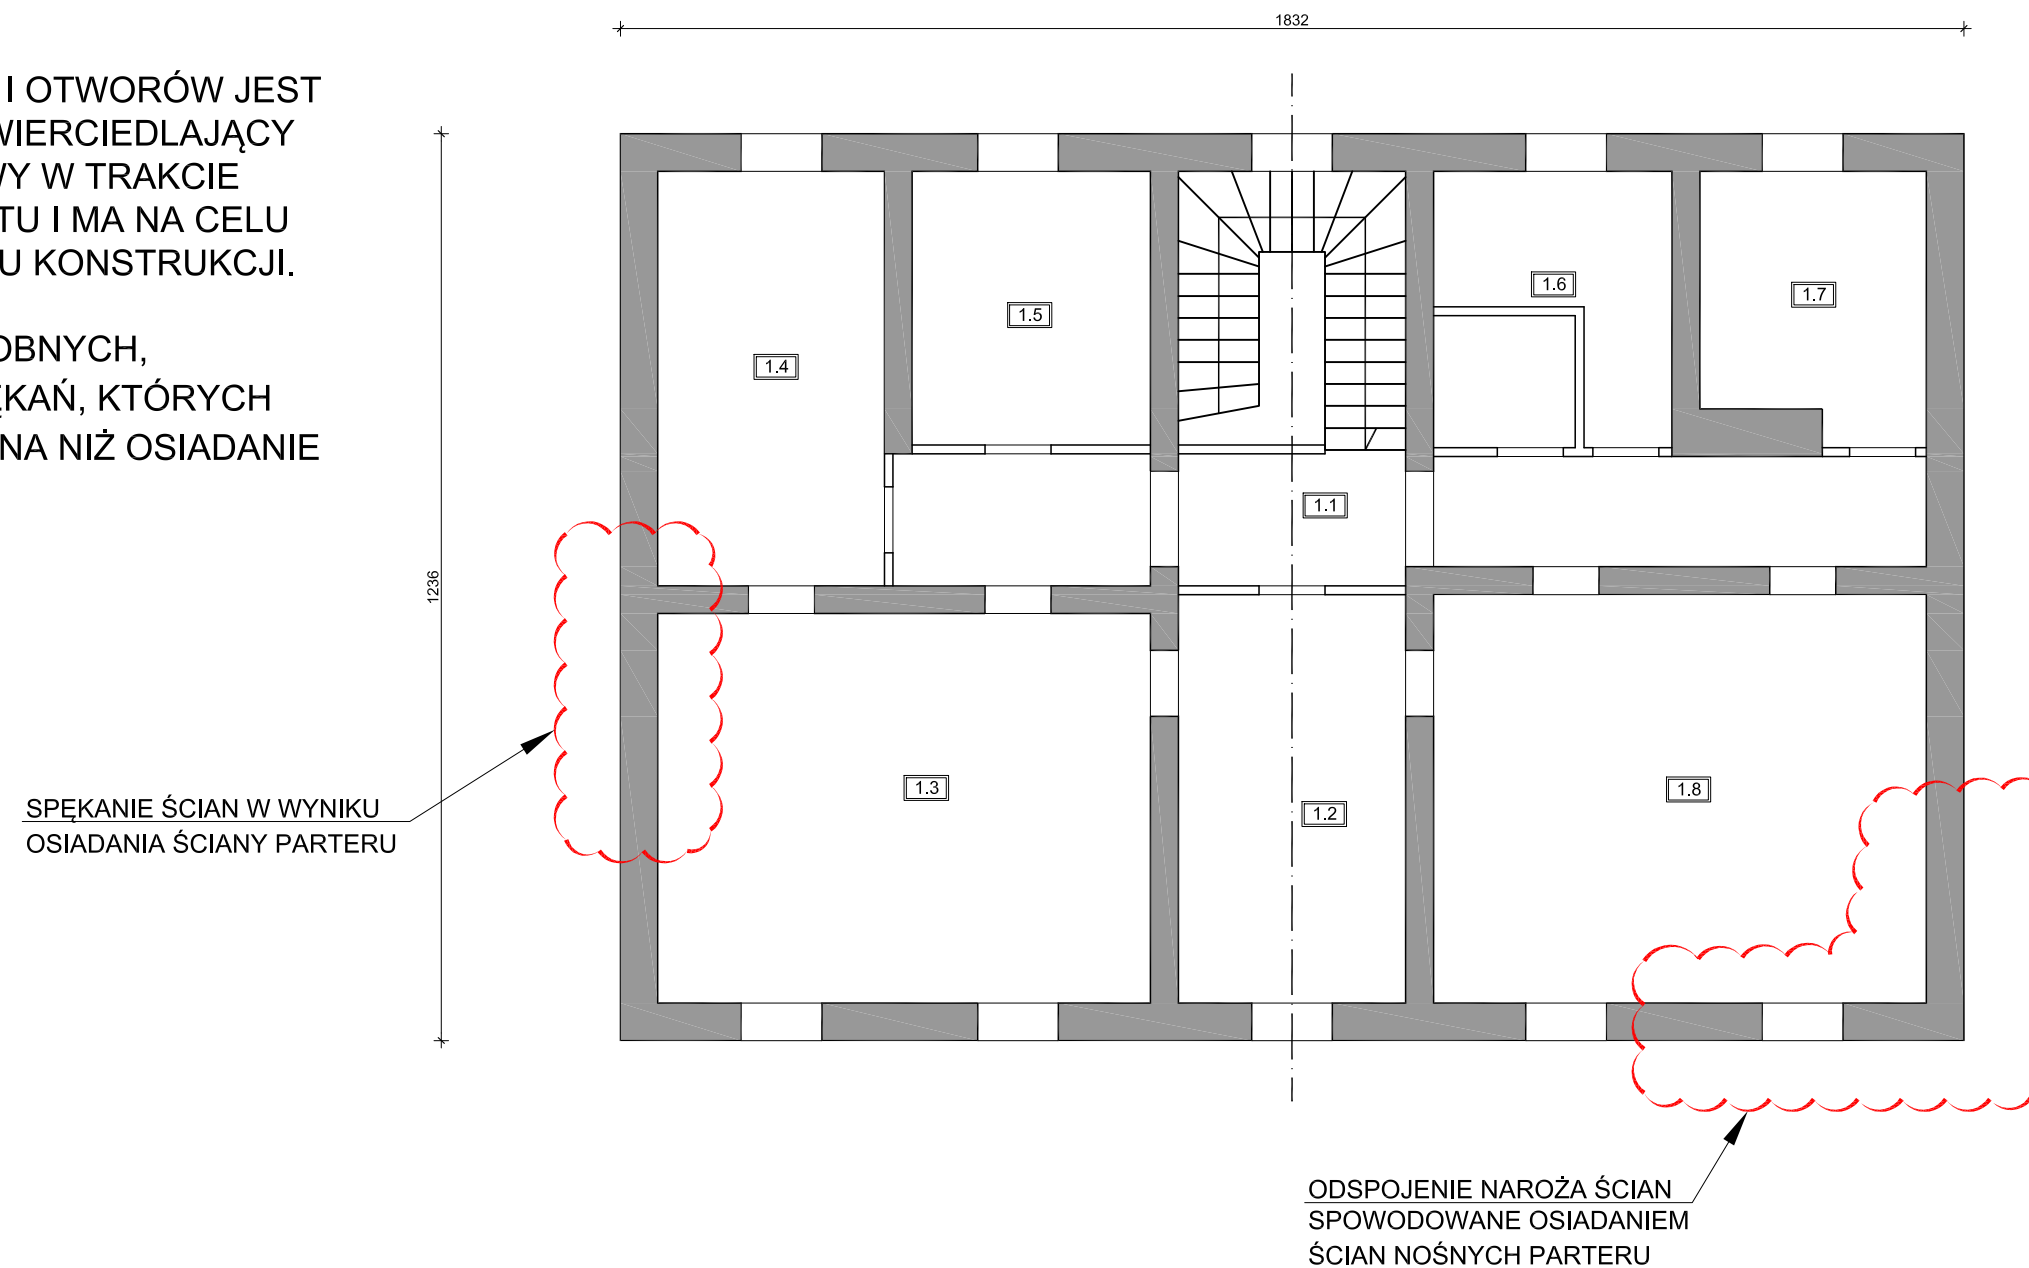 1832
I OTWORÓW JEST
WIERCIEDLAJĄCY
WY W TRAKCIE
TU I MA NA CELU
U KONSTRUKCJI.
OBNYCH,
ĘKAŃ, KTÓRYCH
NA NIŻ OSIADANIE
1236
1.6
1.7
1.5
1.4
1.1
1.3
1.8
1.2
SPĘKANIE ŚCIAN W WYNIKU
OSIADANIA ŚCIANY PARTERU
ODSPOJENIE NAROŻA ŚCIAN
SPOWODOWANE OSIADANIEM
ŚCIAN NOŚNYCH PARTERU